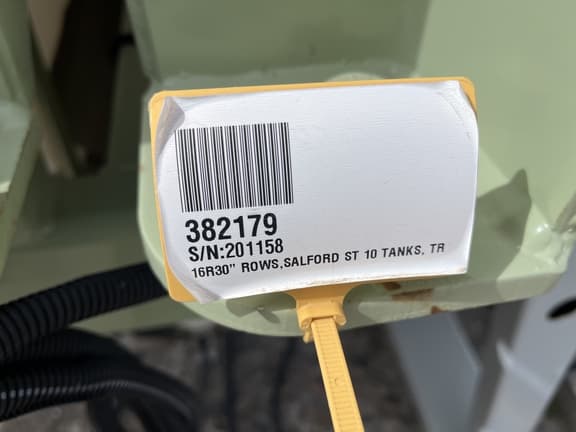 382179
S/N:201158
16R30" ROWS,SALFORD ST 10 TANKS, TR